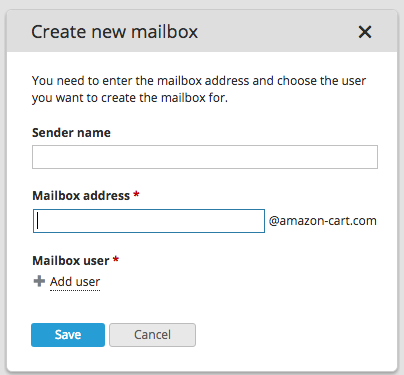 Create new mailbox
You need to enter the mailbox address and choose the user
you want to create the mailbox for.
Sender name
Mailbox address *
@amazon-cart.com
Mailbox user *
Add user
Save Cancel